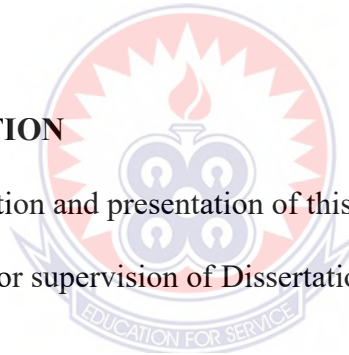 TION
tion and presentation of this
or supervision of Dissertatio
EDUCATION FOR SERVICE